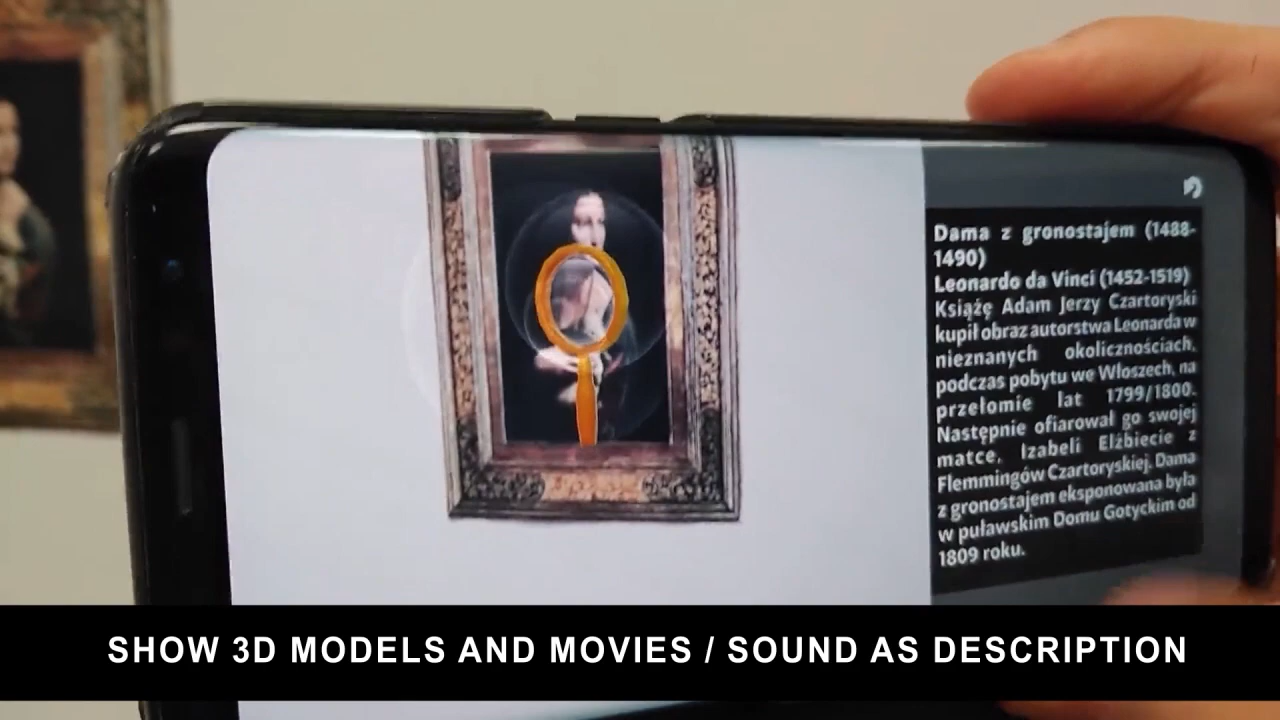 Dama z gronostajem (1488-
1490)
Leonardo da Vinci (1452-1519)
Książę Adam Jerzy Czartoryski
kupił obraz autorstwa Leonarda w
nieznanych okolicznościach,
podczas pobytu we Włoszech, na
przełomie lat 1799/1800.
Następnie ofiarował go swojej
matce, Izabeli Elżbiecie z
Flemmingów Czartoryskiej. Dama
z gronostajem eksponowana była
w puławskim Domu Gotyckim od
1809 roku.
SHOW 3D MODELS AND MOVIES / SOUND AS DESCRIPTION